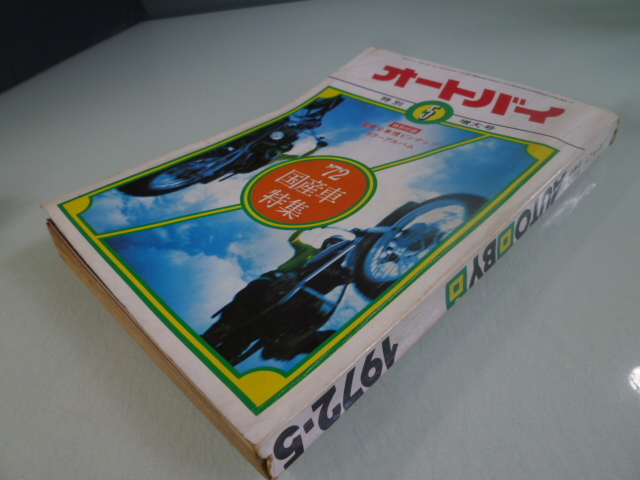 オートバイ
特別 5 増大号
'72
国産車
特集
AUTO BY
1972-5